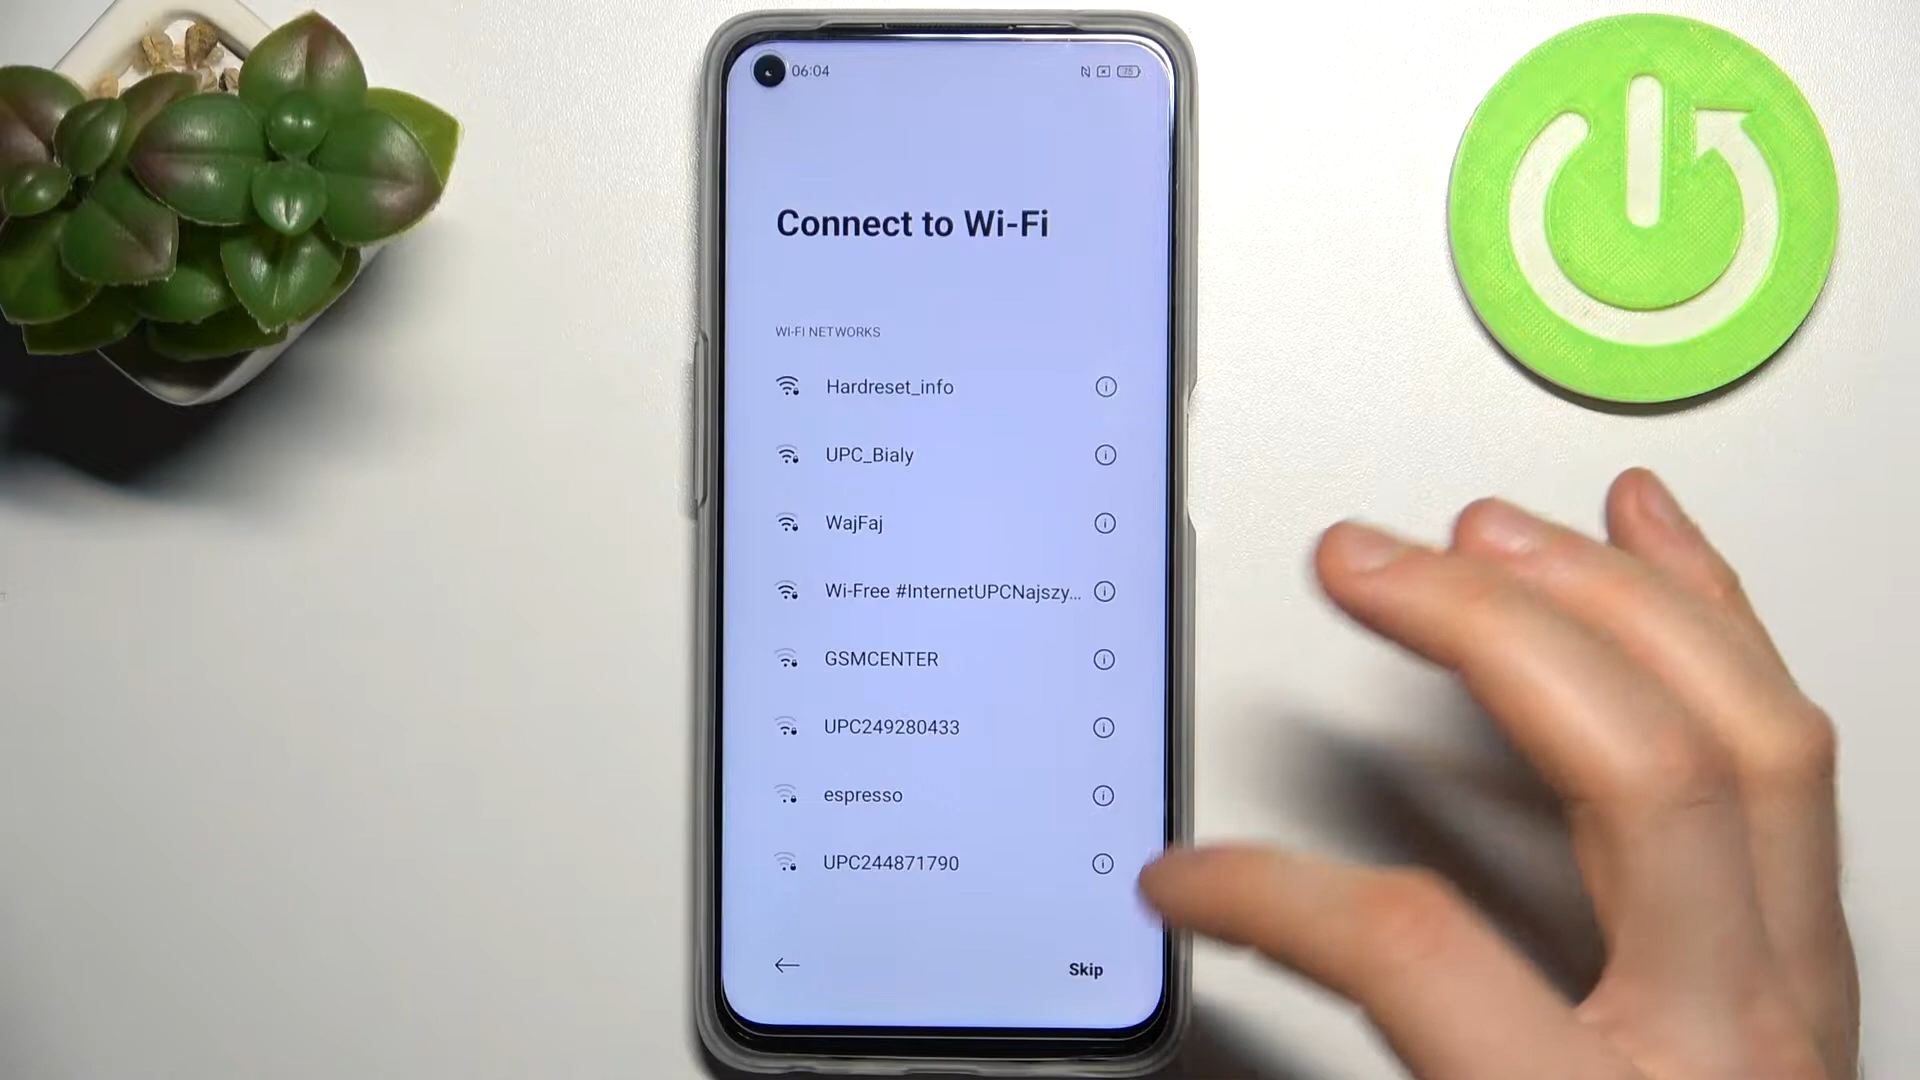 06:04
75
Connect to Wi-Fi
WI-FI NETWORKS
Hardreset_info
UPC_Bialy
WajFaj
Wi-Free #InternetUPCNajszy...
GSMCENTER
UPC249280433
espresso
UPC244871790
Skip